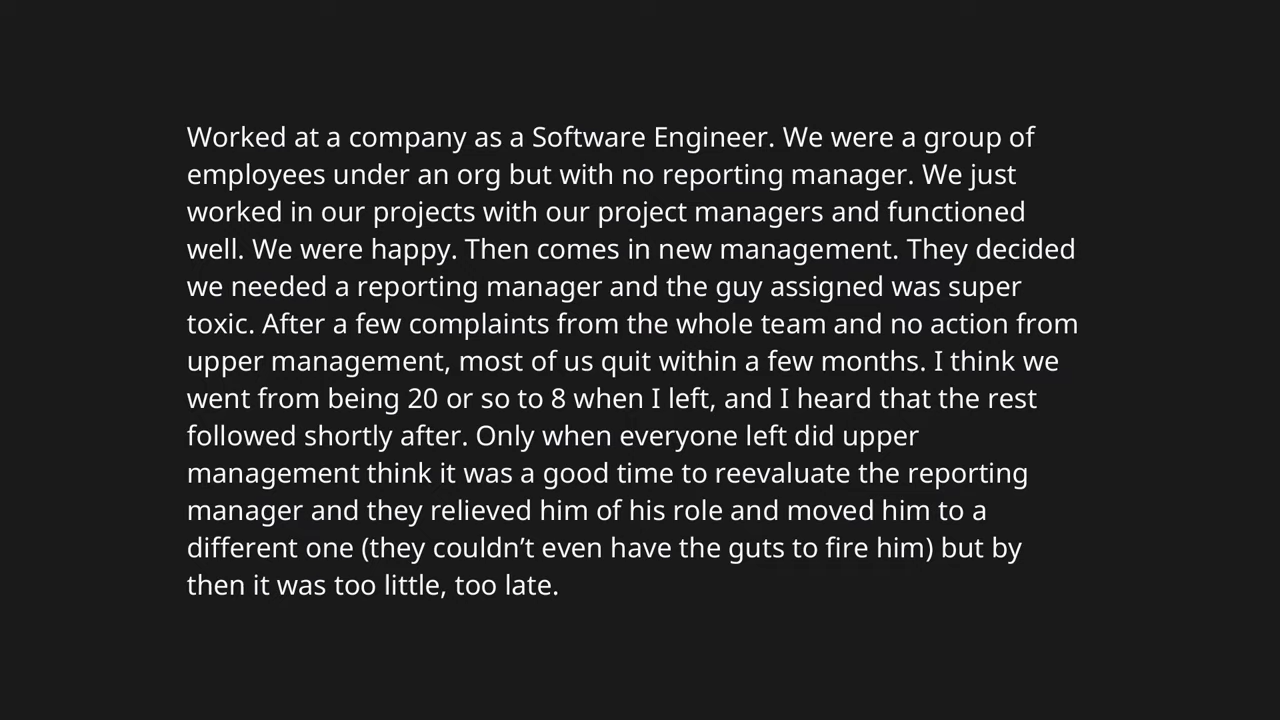 Worked at a company as a Software Engineer. We were a group of
employees under an org but with no reporting manager. We just
worked in our projects with our project managers and functioned
well. We were happy. Then comes in new management. They decided
we needed a reporting manager and the guy assigned was super
toxic. After a few complaints from the whole team and no action from
upper management, most of us quit within a few months. I think we
went from being 20 or so to 8 when I left, and I heard that the rest
followed shortly after. Only when everyone left did upper
management think it was a good time to reevaluate the reporting
manager and they relieved him of his role and moved him to a
different one (they couldn’t even have the guts to fire him) but by
then it was too little, too late.